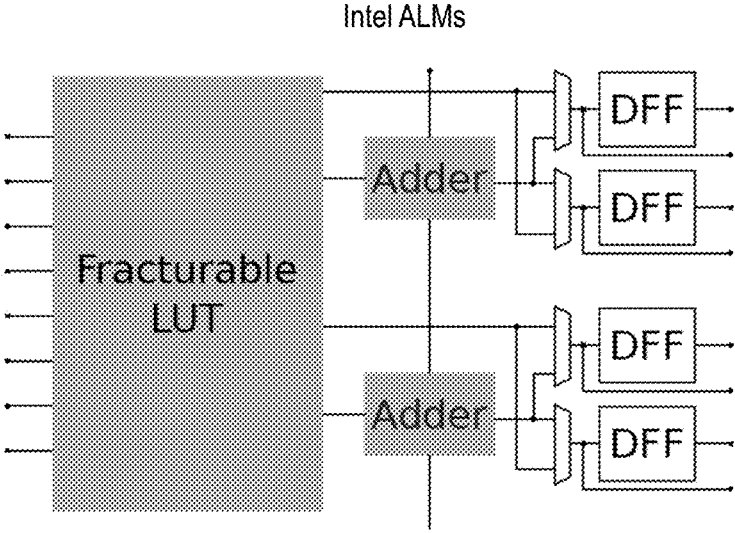 Intel ALMs
DFF
Adder
DFF
Fracturable
LUT
DFF
Adder
DFF